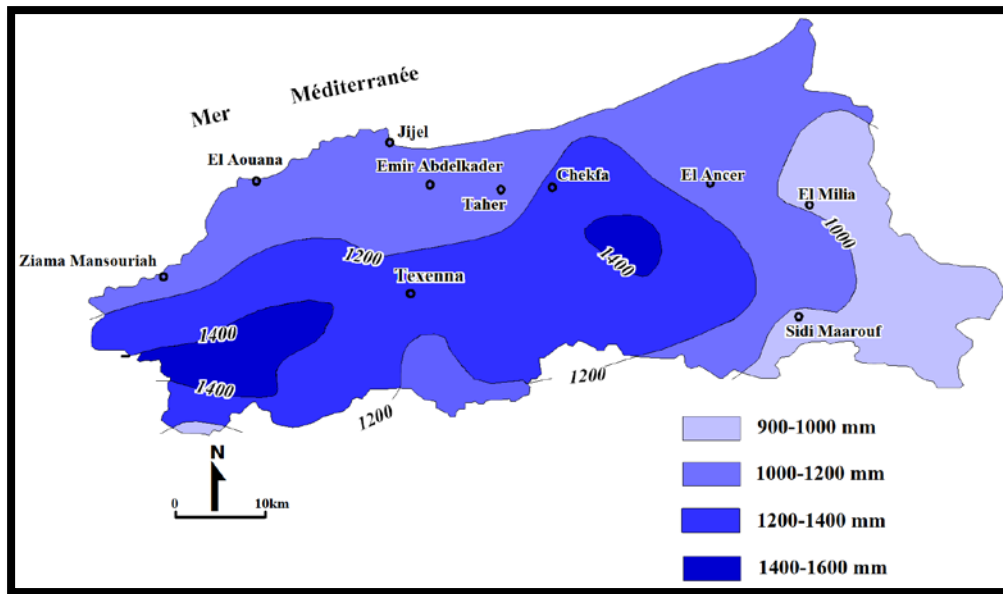 Mer Méditerranée
Jijel
El Aouana
Emir Abdelkader
Taher
Chekfa
El Ancer
El Milia
1000
1200
1400
Ziama Mansouriah
Texenna
Sidi Maarouf
1400
1400
1200
1200
N
0 10km
900-1000 mm
1000-1200 mm
1200-1400 mm
1400-1600 mm